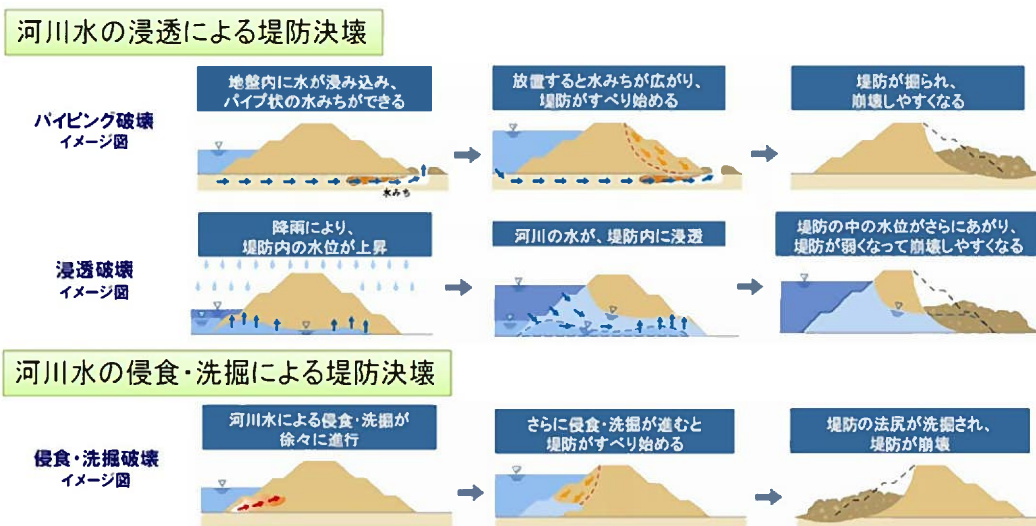 河川水の浸透による堤防決壊
パイピング破壊
イメージ図
地盤内に水が浸み込み、
パイプ状の水みちができる
水みち
放置すると水みちが広がり、
堤防がすべり始める
堤防が掘られ、
崩壊しやすくなる
浸透破壊
イメージ図
降雨により、
堤防内の水位が上昇
河川の水が、堤防内に浸透
堤防の中の水位がさらにあがり、
堤防が弱くなって崩壊しやすくなる
河川水の侵食・洗掘による堤防決壊
侵食・洗掘破壊
イメージ図
河川水による侵食・洗掘が
徐々に進行
さらに侵食・洗掘が進むと
堤防がすべり始める
堤防の法尻が洗掘され、
堤防が崩壊